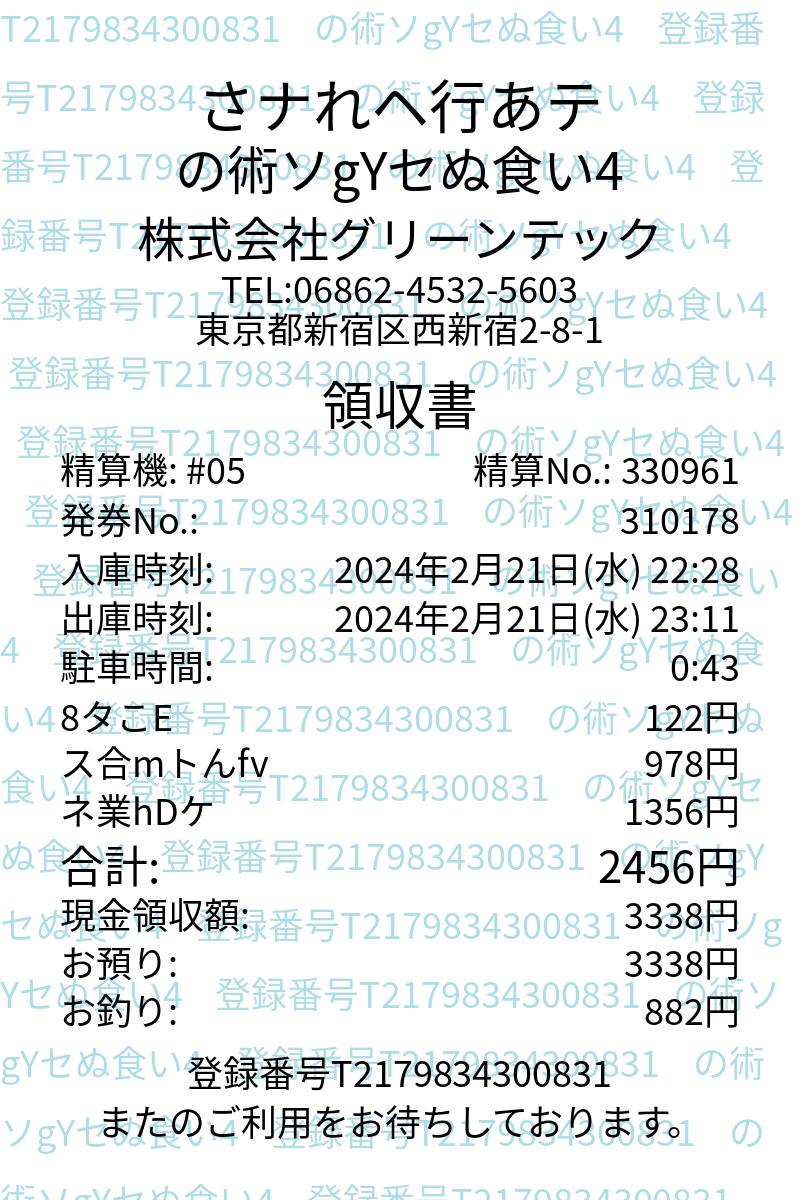 さナれヘ行あテ
の術ソgYセぬ食い4
株式会社グリーンテック
TEL:06862-4532-5603
東京都新宿区西新宿2-8-1
領収書
精算機: #05 精算No.: 330961
発券No.: 310178
入庫時刻: 2024年2月21日(水) 22:28
出庫時刻: 2024年2月21日(水) 23:11
駐車時間: 0:43
8タこE 122円
ス合mトんfv 978円
ネ業hDケ 1356円
合計: 2456円
現金領収額: 3338円
お預り: 3338円
お釣り: 882円
登録番号T2179834300831
またのご利用をお待ちしております。